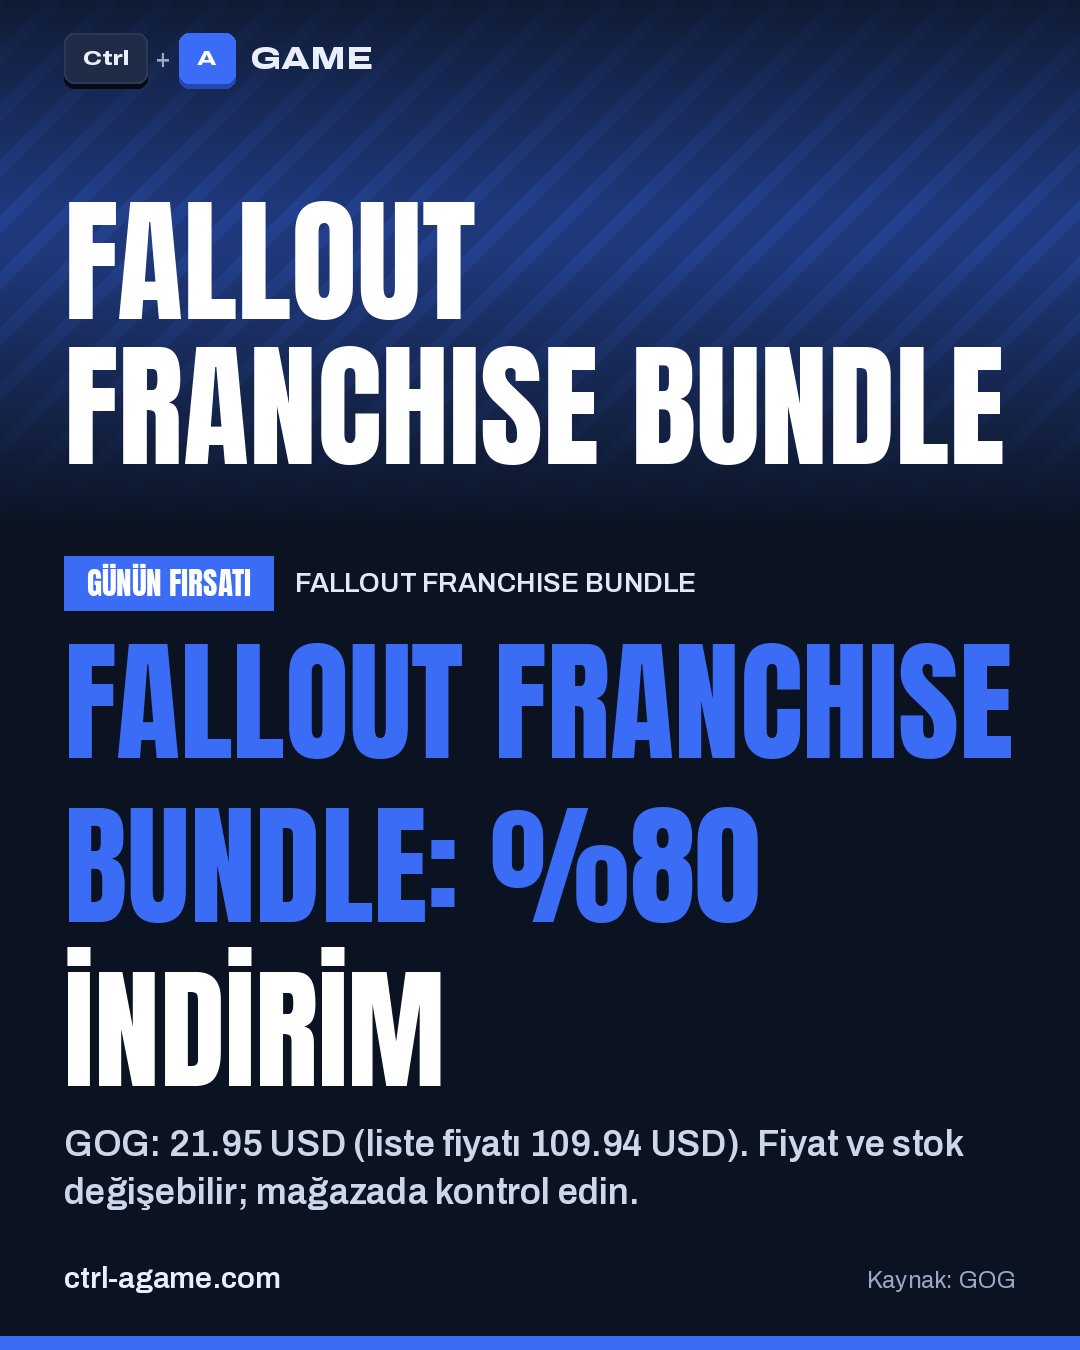 Ctrl + A GAME
FALLOUT
FRANCHISE BUNDLE
GÜNÜN FIRSATI FALLOUT FRANCHISE BUNDLE
FALLOUT FRANCHISE
BUNDLE: %80
İNDİRİM
GOG: 21.95 USD (liste fiyatı 109.94 USD). Fiyat ve stok
değişebilir; mağazada kontrol edin.
ctrl-agame.com Kaynak: GOG